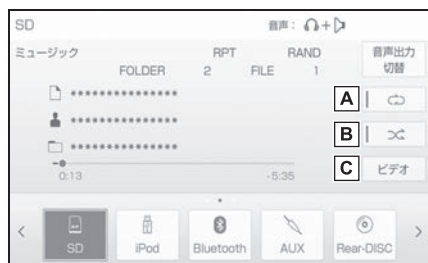 SD 音声:
ミュージック RPT RAND 音声出力切替
FOLDER 2 FILE 1
***************
A
***************
B
***************
C ビデオ
0:13 -5:35
SD iPod Bluetooth AUX Rear-DISC